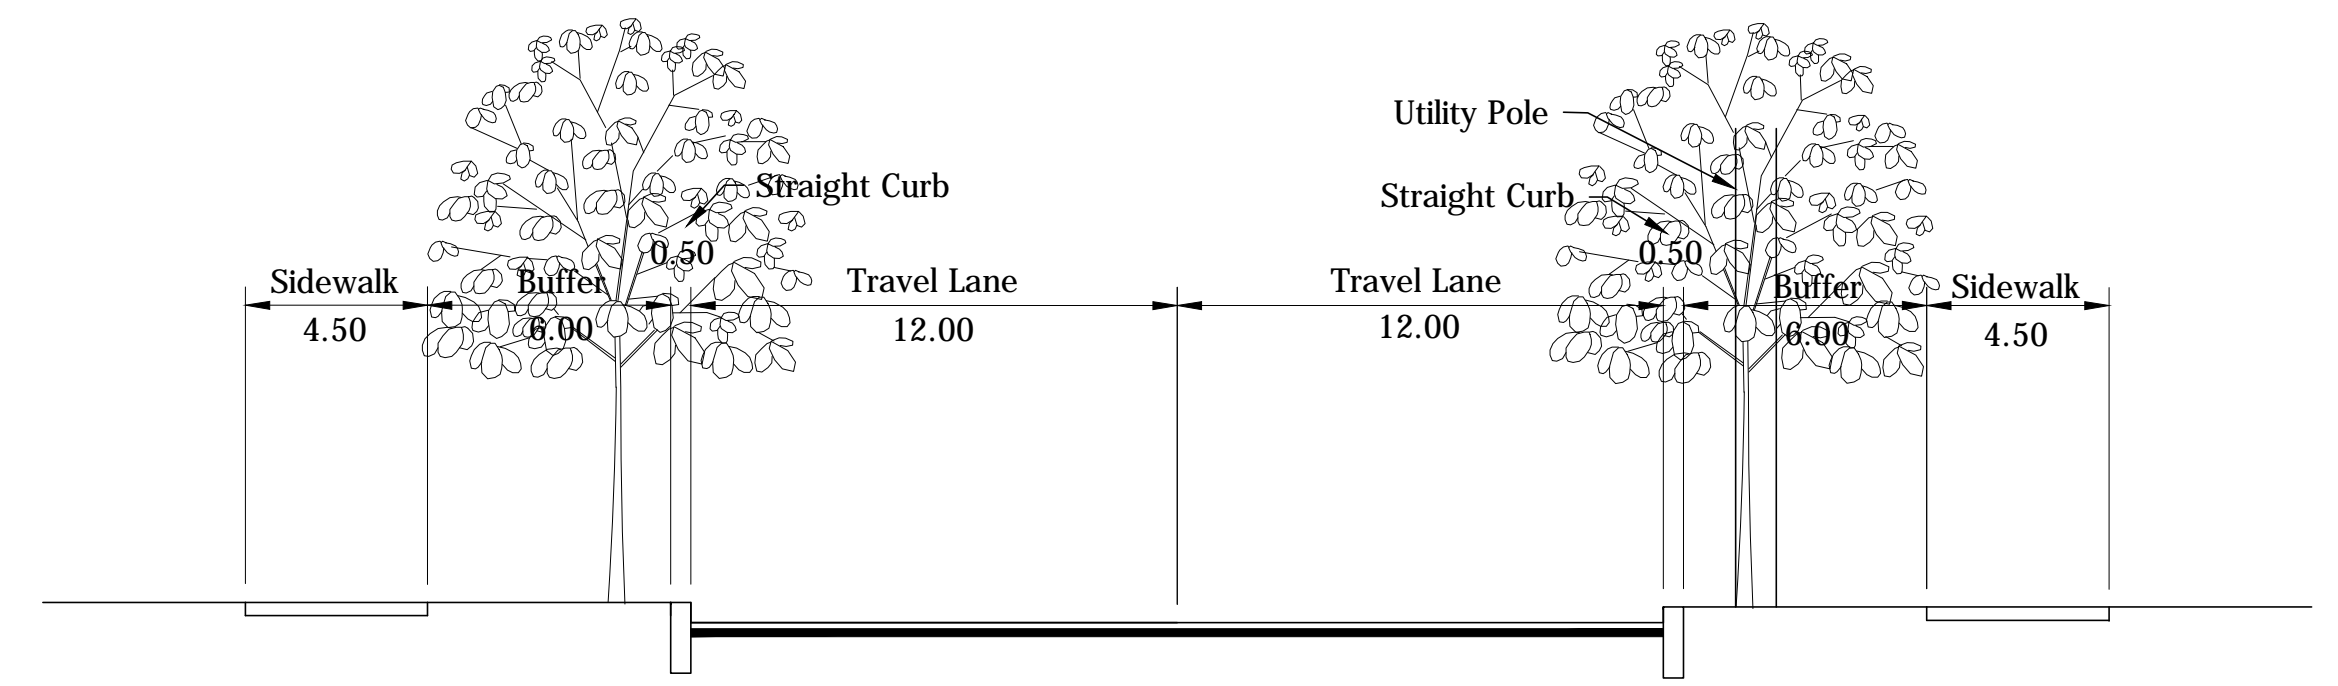 Utility Pole
Straight Curb
Straight Curb
0.50
0.50
Sidewalk
Buffer
Travel Lane
Travel Lane
Buffer
Sidewalk
4.50
6.00
12.00
12.00
6.00
4.50